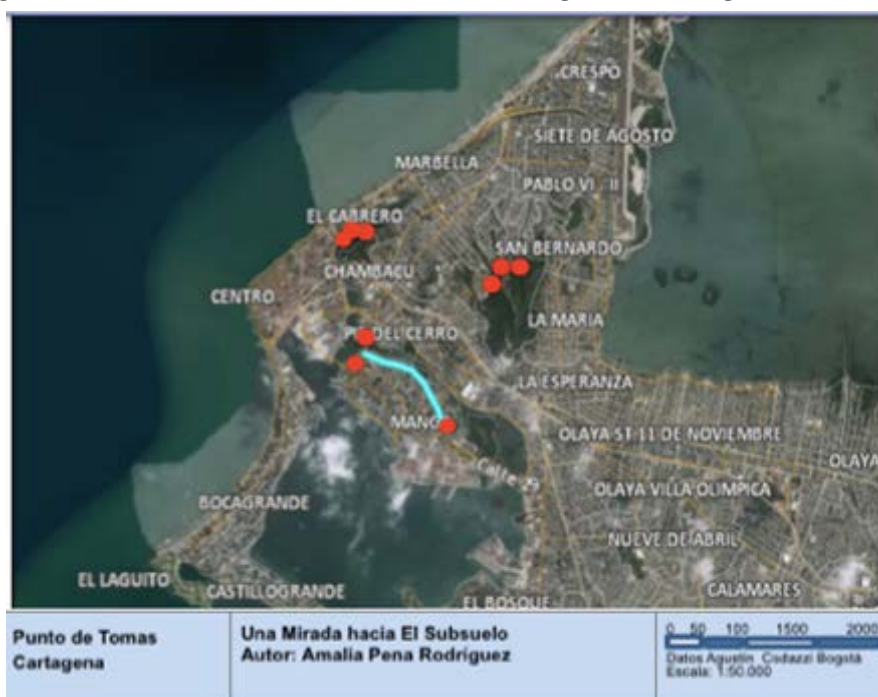 CRESPO
SIETE DE AGOSTO
MARBELLA
PABLO VI - II
EL CABRERO
SAN BERNARDO
CHAMBACU
CENTRO
DEL CERRO
LA MARIA
LA ESPERANZA
MANG
OLAYA ST 11 DE NOVIEMBRE
Calle 29
OLAYA
OLAYA VILLA OLIMPICA
BOCAGRANDE
NUEVE DE ABRIL
EL LAGUITO
CASTILLOGRANDE
EL BOSQUE
CALAMARES
Punto de Tomas
Cartagena
Una Mirada hacia El Subsuelo
Autor: Amalia Pena Rodriguez
0 50 100 1500 2000
Datos Agustin Codazzi Bogotá
Escala: 1:50.000